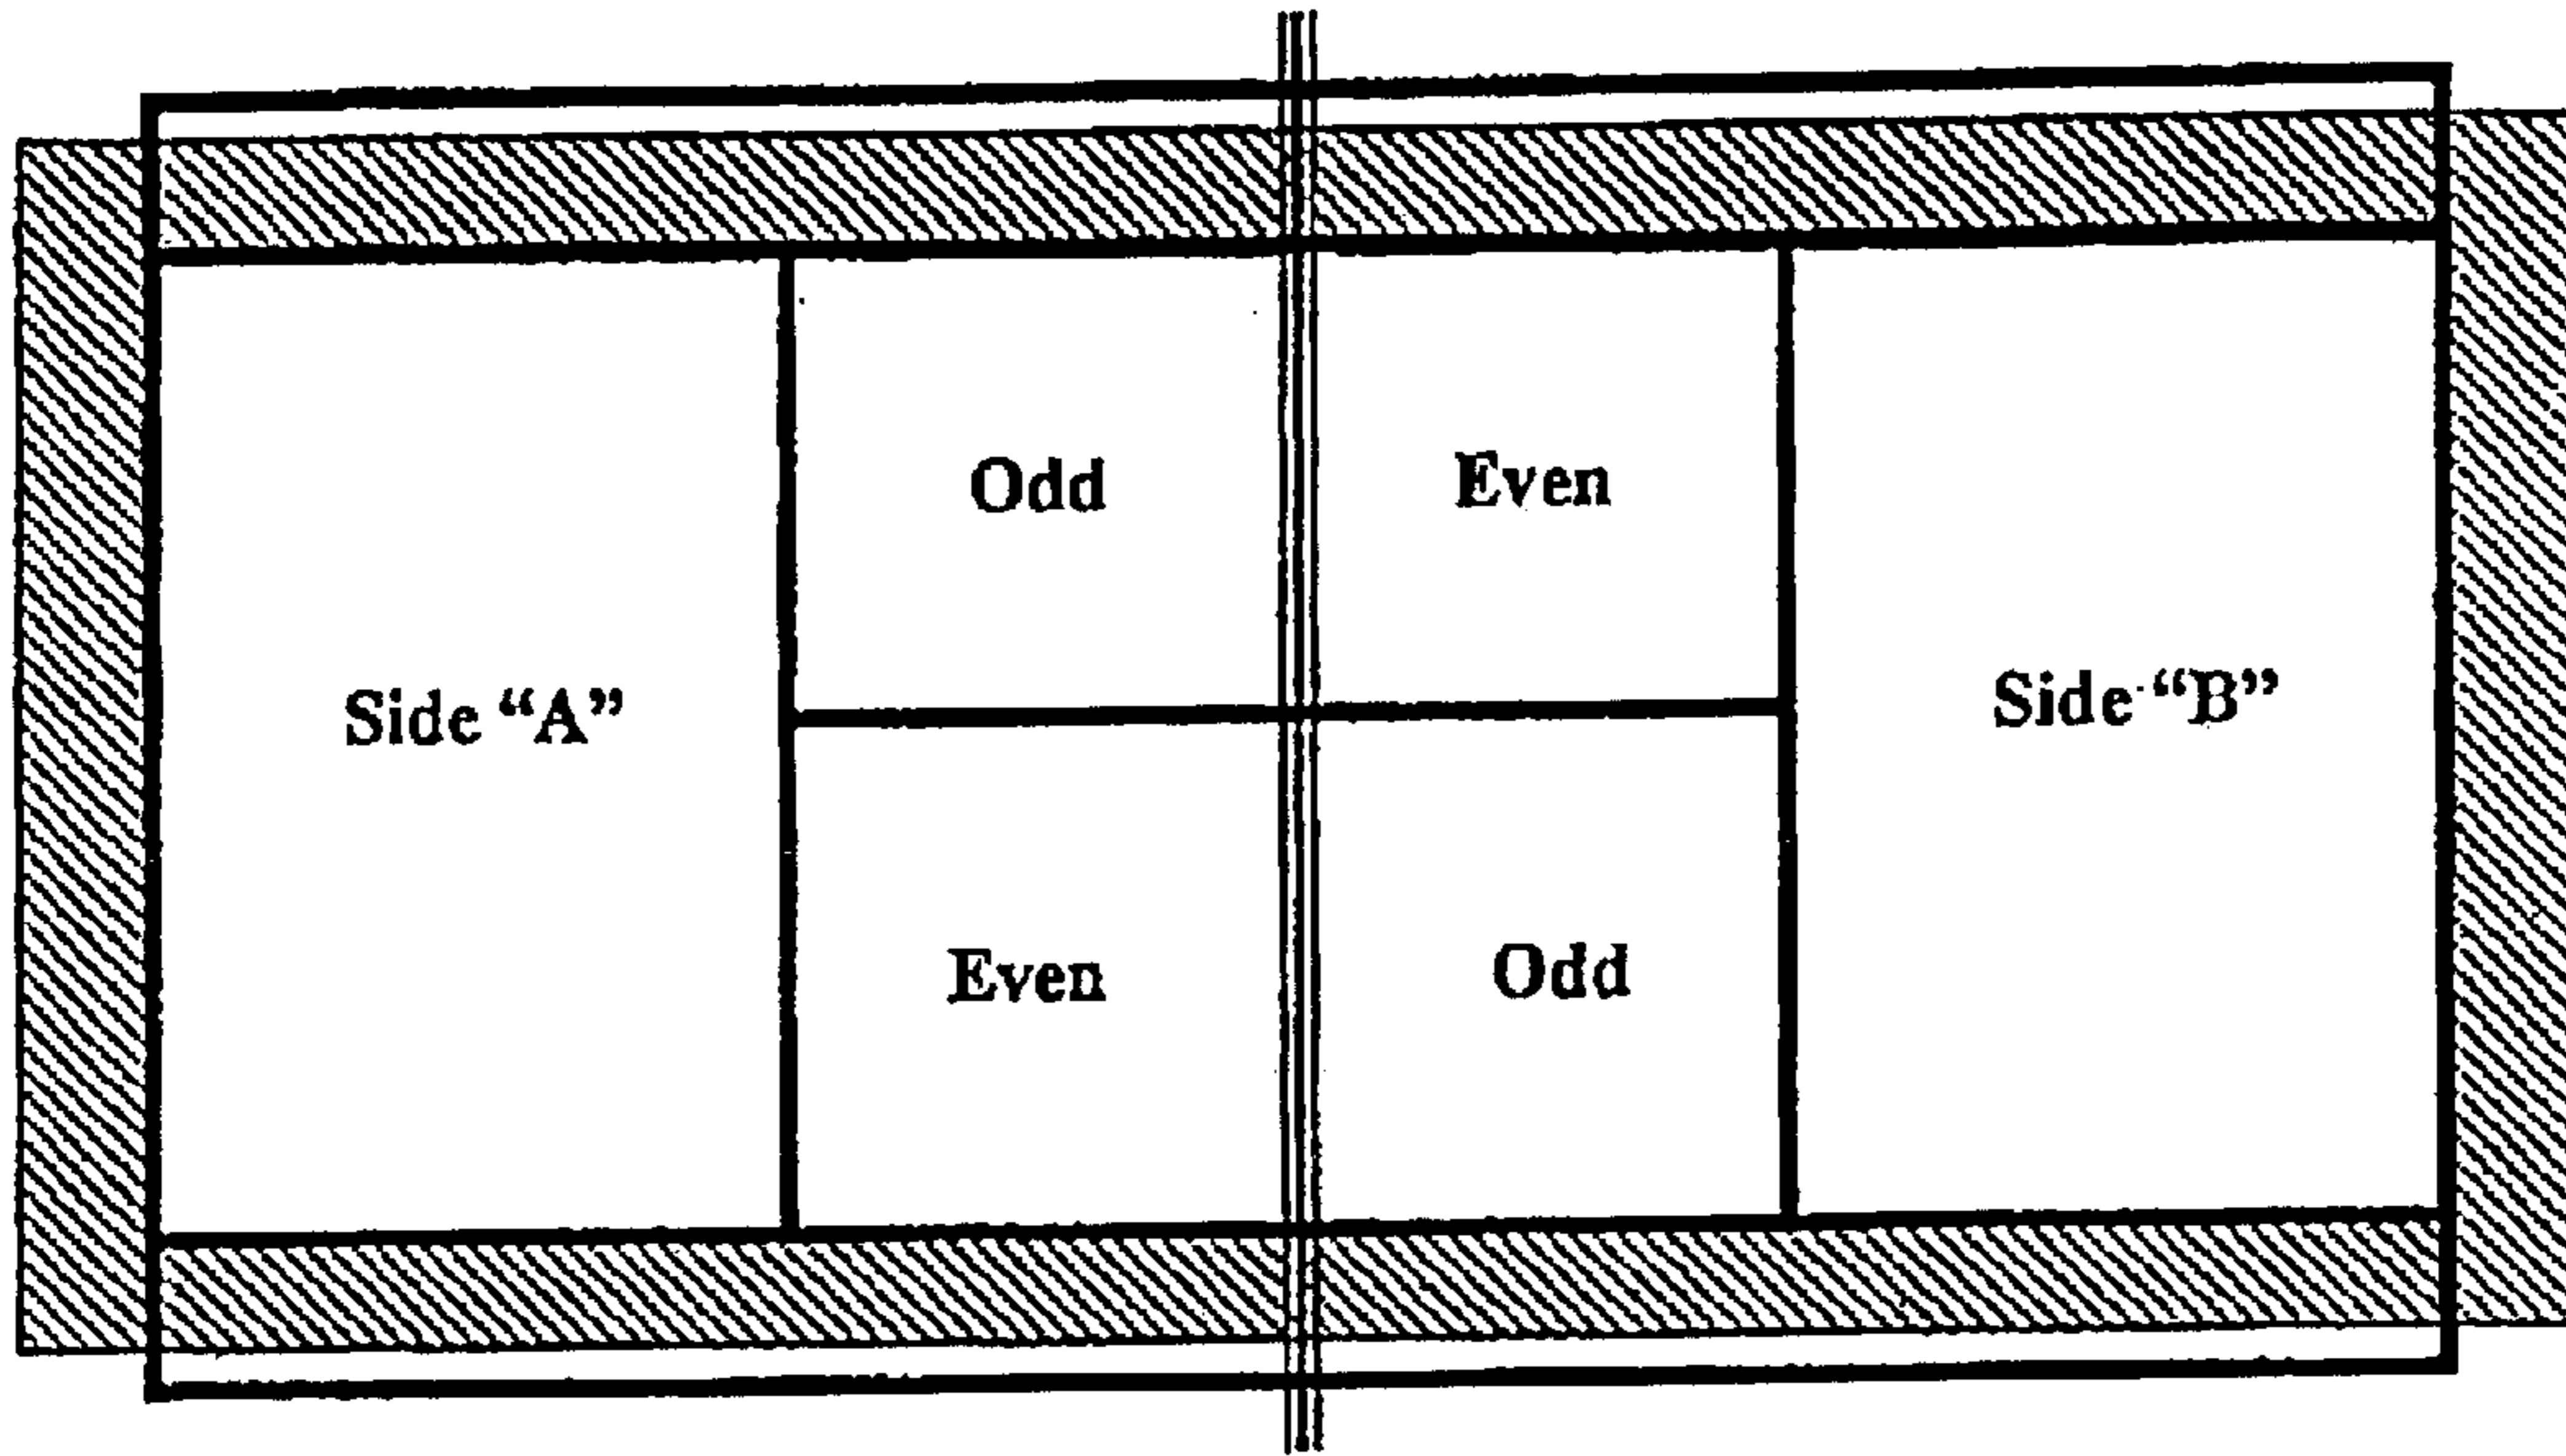 Odd
Even
Side “A”
Side “B”
Even
Odd